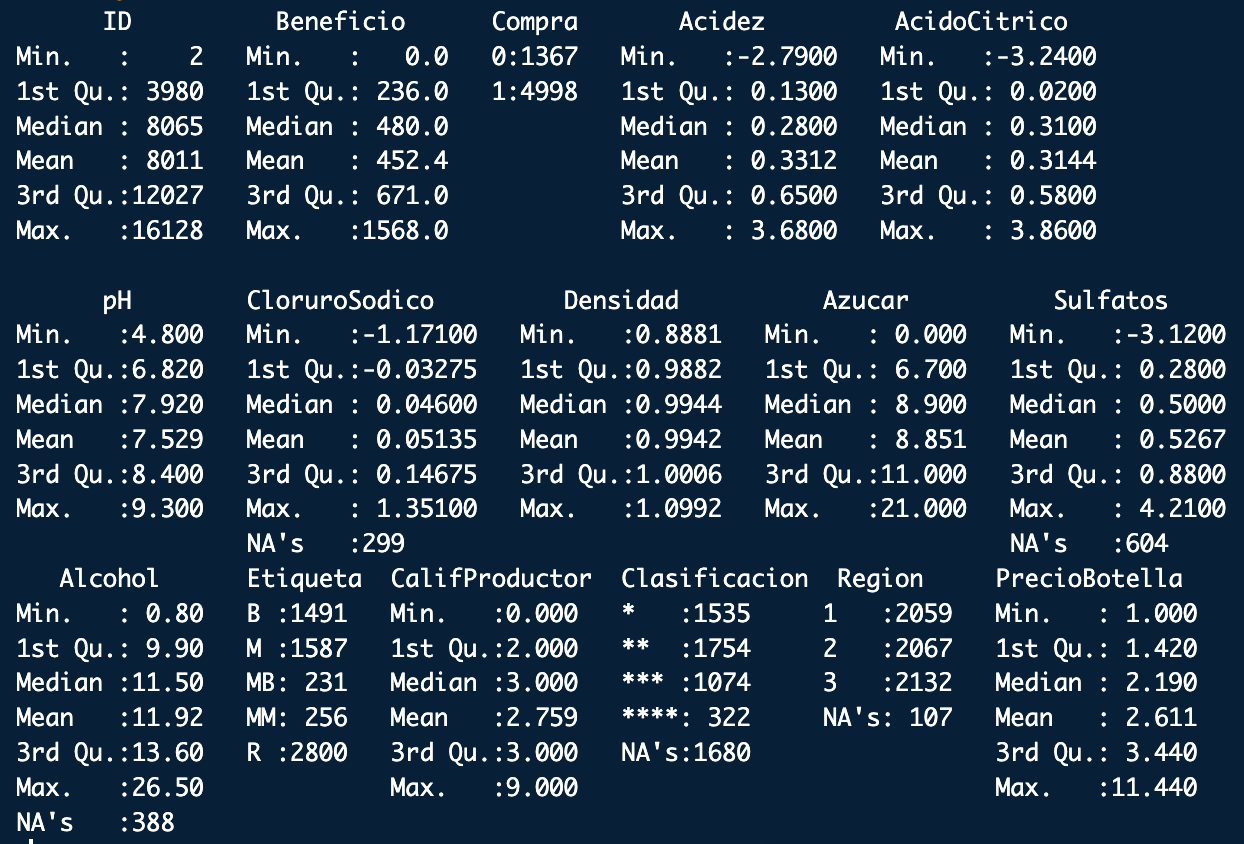 ID Beneficio Compra Acidez AcidoCitrico
Min.   :    2 Min.   :   0.0 0:1367 Min.   :-2.7900 Min.   :-3.2400
1st Qu.: 3980 1st Qu.: 236.0 1:4998 1st Qu.: 0.1300 1st Qu.: 0.0200
Median : 8065 Median : 480.0 Median : 0.2800 Median : 0.3100
Mean   : 8011 Mean   : 452.4 Mean   : 0.3312 Mean   : 0.3144
3rd Qu.:12027 3rd Qu.: 671.0 3rd Qu.: 0.6500 3rd Qu.: 0.5800
Max.   :16128 Max.   :1568.0 Max.   : 3.6800 Max.   : 3.8600
pH CloruroSodico Densidad Azucar Sulfatos
Min.   :4.800 Min.   :-1.17100 Min.   :0.8881 Min.   : 0.000 Min.   :-3.1200
1st Qu.:6.820 1st Qu.:-0.03275 1st Qu.:0.9882 1st Qu.: 6.700 1st Qu.: 0.2800
Median :7.920 Median : 0.04600 Median :0.9944 Median : 8.900 Median : 0.5000
Mean   :7.529 Mean   : 0.05135 Mean   :0.9942 Mean   : 8.851 Mean   : 0.5267
3rd Qu.:8.400 3rd Qu.: 0.14675 3rd Qu.:1.0006 3rd Qu.:11.000 3rd Qu.: 0.8800
Max.   :9.300 Max.   : 1.35100 Max.   :1.0992 Max.   :21.000 Max.   : 4.2100
NA's   :299 NA's   :604
Alcohol Etiqueta CalifProductor Clasificacion Region PrecioBotella
Min.   : 0.80 B :1491 Min.   :0.000 *   :1535 1   :2059 Min.   : 1.000
1st Qu.: 9.90 M :1587 1st Qu.:2.000 **  :1754 2   :2067 1st Qu.: 1.420
Median :11.50 MB: 231 Median :3.000 *** :1074 3   :2132 Median : 2.190
Mean   :11.92 MM: 256 Mean   :2.759 ****: 322 NA's: 107 Mean   : 2.611
3rd Qu.:13.60 R :2800 3rd Qu.:3.000 NA's:1680 3rd Qu.: 3.440
Max.   :26.50 Max.   :9.000 Max.   :11.440
NA's   :388